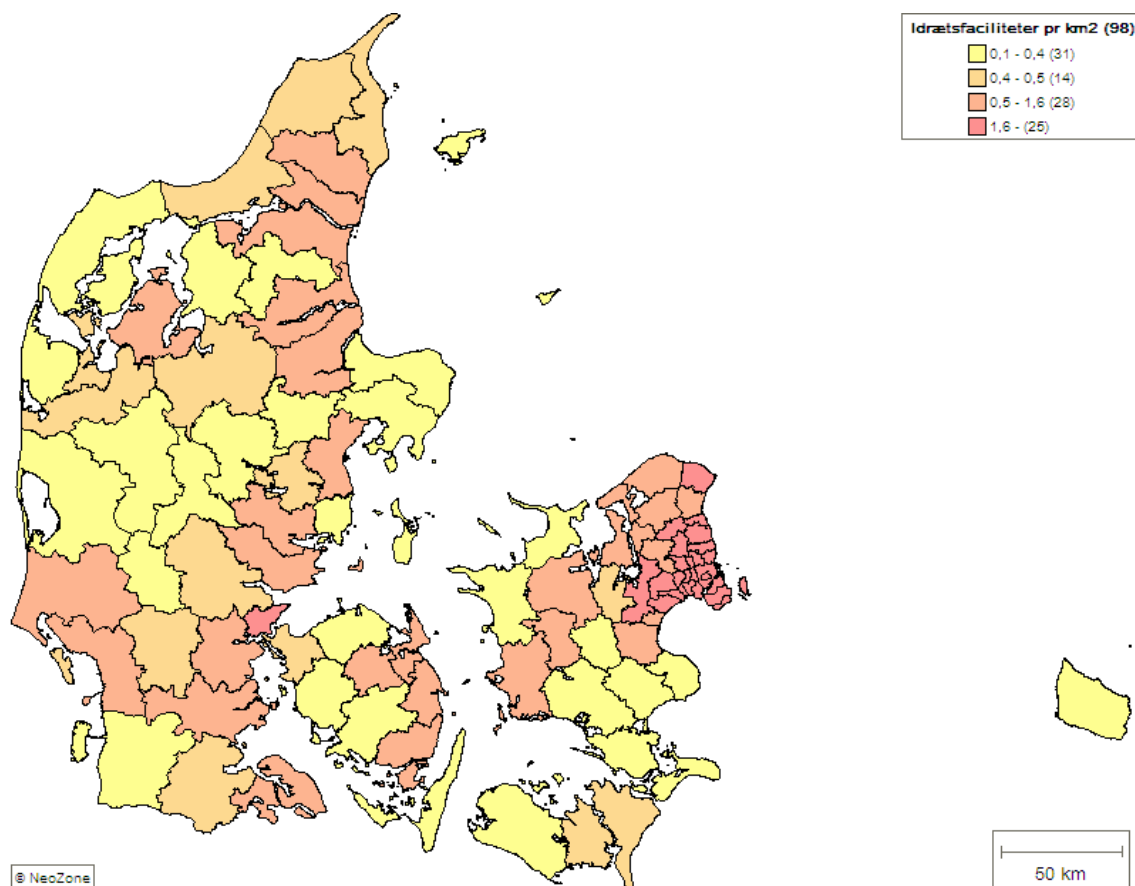 Idrætsfaciliteter pr km2 (98)
0,1 - 0,4 (31)
0,4 - 0,5 (14)
0,5 - 1,6 (28)
1,6 - (25)
© NeoZone
50 km